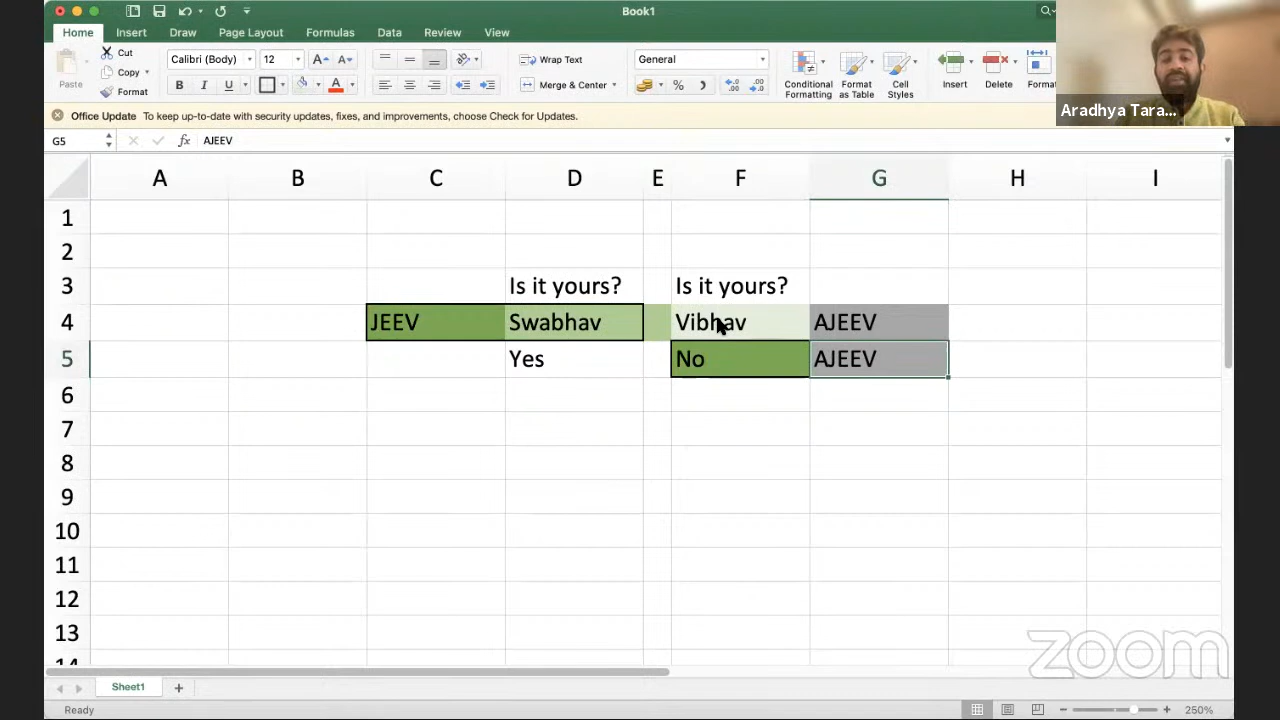 Book1
Home Insert Draw Page Layout Formulas Data Review View
Paste
Cut
Copy
Format
Calibri (Body) 12 A A
B I U A
Wrap Text
Merge & Center
General
%
Conditional Formatting
Format as Table
Cell Styles
Insert
Delete
Format
Aradhya Tara...
Office Update To keep up-to-date with security updates, fixes, and improvements, choose Check for Updates.
G5 fx AJEEV
A B C D E F G H I
1
2
3 Is it yours? Is it yours?
4 JEEV Swabhav Vibhav AJEEV
5 Yes No AJEEV
6
7
8
9
10
11
12
13
14
zoom
Sheet1 +
Ready 250%